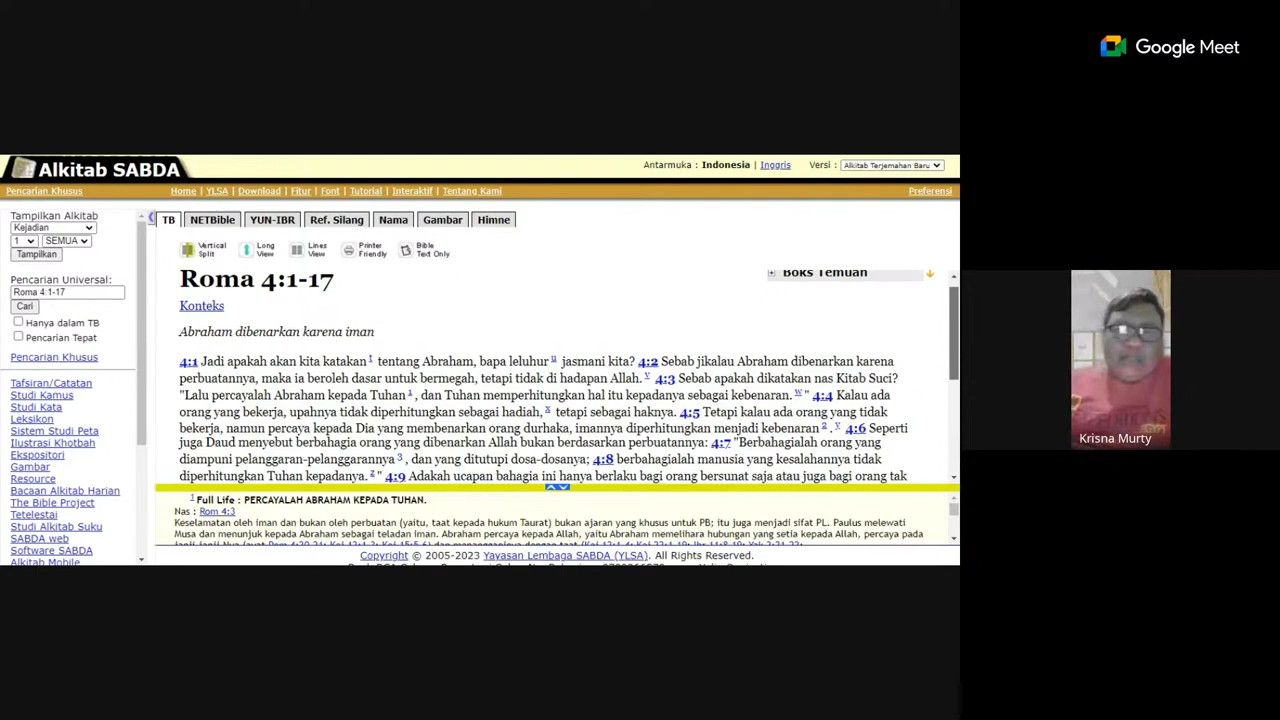 Google Meet
Alkitab SABDA
Antarmuka : Indonesia | Inggris Versi : Alkitab Terjemahan Baru
Pencarian Khusus
Home | YLSA | Download | Fitur | Font | Tutorial | Interaktif | Tentang Kami
Preferensi
Tampilkan Alkitab
Kejadian
1 SEMUA
Tampilkan
Pencarian Universal:
Roma 4:1-17
Cari
Hanya dalam TB
Pencarian Tepat
Pencarian Khusus
Tafsiran/Catatan
Studi Kamus
Studi Kata
Leksikon
Sistem Studi Peta
Ilustrasi Khotbah
Ekspositori
Gambar
Resource
Bacaan Alkitab Harian
The Bible Project
Tetelestai
Studi Alkitab Suku
SABDA web
Software SABDA
Alkitab Mobile
TB NETBible YUN-IBR Ref. Silang Nama Gambar Himne
Vertical Split
Long View
Lines View
Printer Friendly
Bible Text Only
Roma 4:1-17
Boks Temuan
Konteks
Abraham dibenarkan karena iman
4:1 Jadi apakah akan kita katakan t tentang Abraham, bapa leluhur u jasmani kita? 4:2 Sebab jikalau Abraham dibenarkan karena
perbuatannya, maka ia beroleh dasar untuk bermegah, tetapi tidak di hadapan Allah. v 4:3 Sebab apakah dikatakan nas Kitab Suci?
"Lalu percayalah Abraham kepada Tuhan 1 , dan Tuhan memperhitungkan hal itu kepadanya sebagai kebenaran. w " 4:4 Kalau ada
orang yang bekerja, upahnya tidak diperhitungkan sebagai hadiah, x tetapi sebagai haknya. 4:5 Tetapi kalau ada orang yang tidak
bekerja, namun percaya kepada Dia yang membenarkan orang durhaka, imannya diperhitungkan menjadi kebenaran 2 . y 4:6 Seperti
juga Daud menyebut berbahagia orang yang dibenarkan Allah bukan berdasarkan perbuatannya: 4:7 "Berbahagialah orang yang
diampuni pelanggaran-pelanggarannya 3 , dan yang ditutupi dosa-dosanya; 4:8 berbahagialah manusia yang kesalahannya tidak
diperhitungkan Tuhan kepadanya. z " 4:9 Adakah ucapan bahagia ini hanya berlaku bagi orang bersunat saja atau juga bagi orang tak
1 Full Life : PERCAYALAH ABRAHAM KEPADA TUHAN.
Nas : Rom 4:3
Keselamatan oleh iman dan bukan oleh perbuatan (yaitu, taat kepada hukum Taurat) bukan ajaran yang khusus untuk PB; itu juga menjadi sifat PL. Paulus melewati
Musa dan menunjuk kepada Abraham sebagai teladan iman. Abraham percaya kepada Allah, yaitu Abraham memelihara hubungan yang setia kepada Allah, percaya pada
Copyright © 2005-2023 Yayasan Lembaga SABDA (YLSA). All Rights Reserved.
Krisna Murty